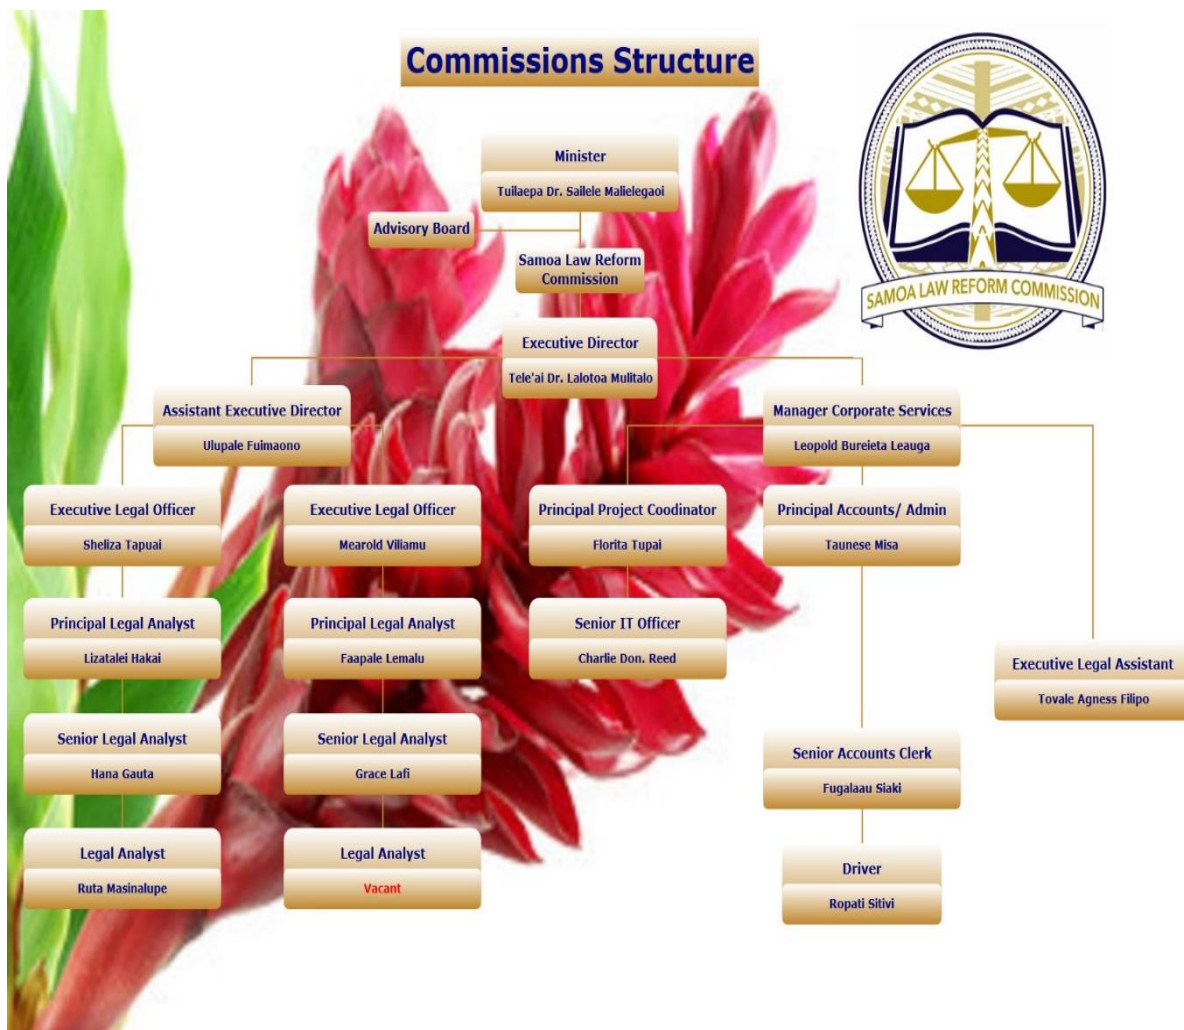 Commissions Structure
Minister
Tuilaepa Dr. Sailele Malielegaoi
Advisory Board
Samoa Law Reform
Commission
SAMOA LAW REFORM COMMISSION
Executive Director
Tele'ai Dr. Lalotoa Mulitalo
Assistant Executive Director
Ulupale Fuimaono
Manager Corporate Services
Leopold Bureieta Leauga
Executive Legal Officer
Sheliza Tapuai
Executive Legal Officer
Mearold Viliamu
Principal Project Coodinator
Florita Tupai
Principal Accounts/ Admin
Taunese Misa
Principal Legal Analyst
Lizatalei Hakai
Principal Legal Analyst
Faapale Lemalu
Senior IT Officer
Charlie Don. Reed
Executive Legal Assistant
Tovale Agness Filipo
Senior Legal Analyst
Hana Gauta
Senior Legal Analyst
Grace Lafi
Senior Accounts Clerk
Fugalaau Siaki
Legal Analyst
Ruta Masinalupe
Legal Analyst
Vacant
Driver
Ropati Sitivi